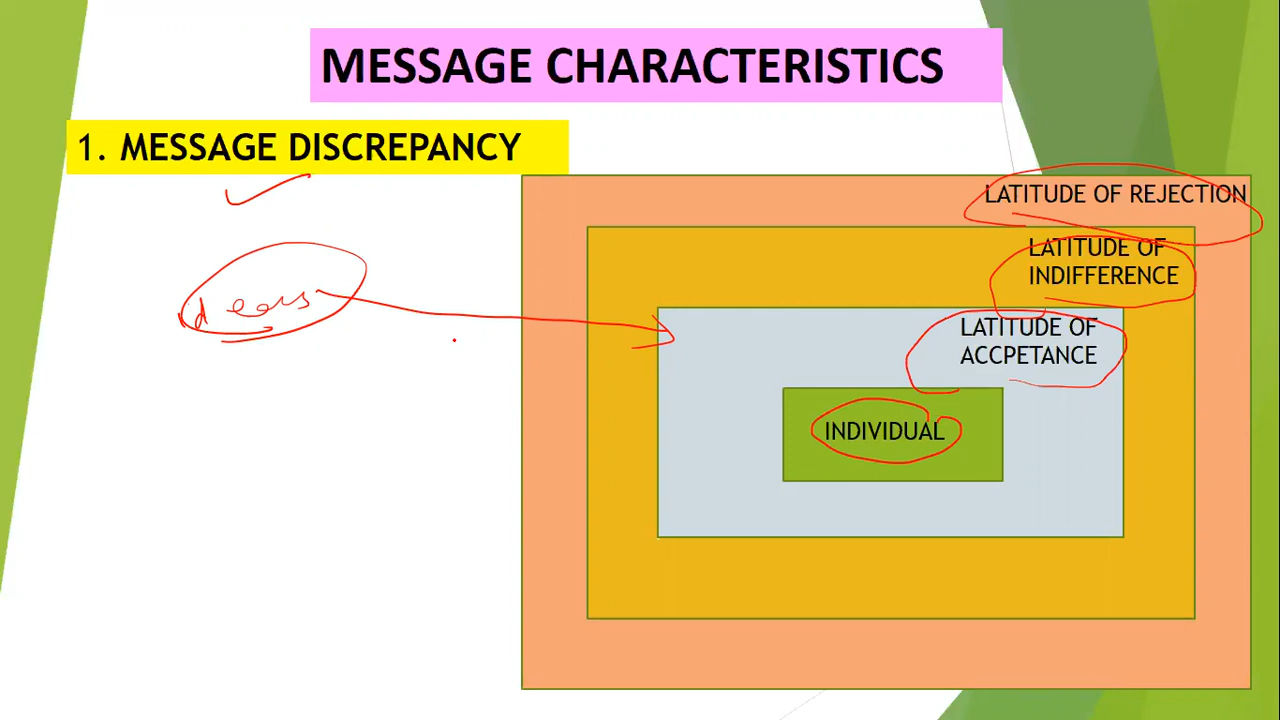 MESSAGE CHARACTERISTICS
1. MESSAGE DISCREPANCY
LATITUDE OF REJECTION
LATITUDE OF
INDIFFERENCE
LATITUDE OF
ACCPETANCE
INDIVIDUAL